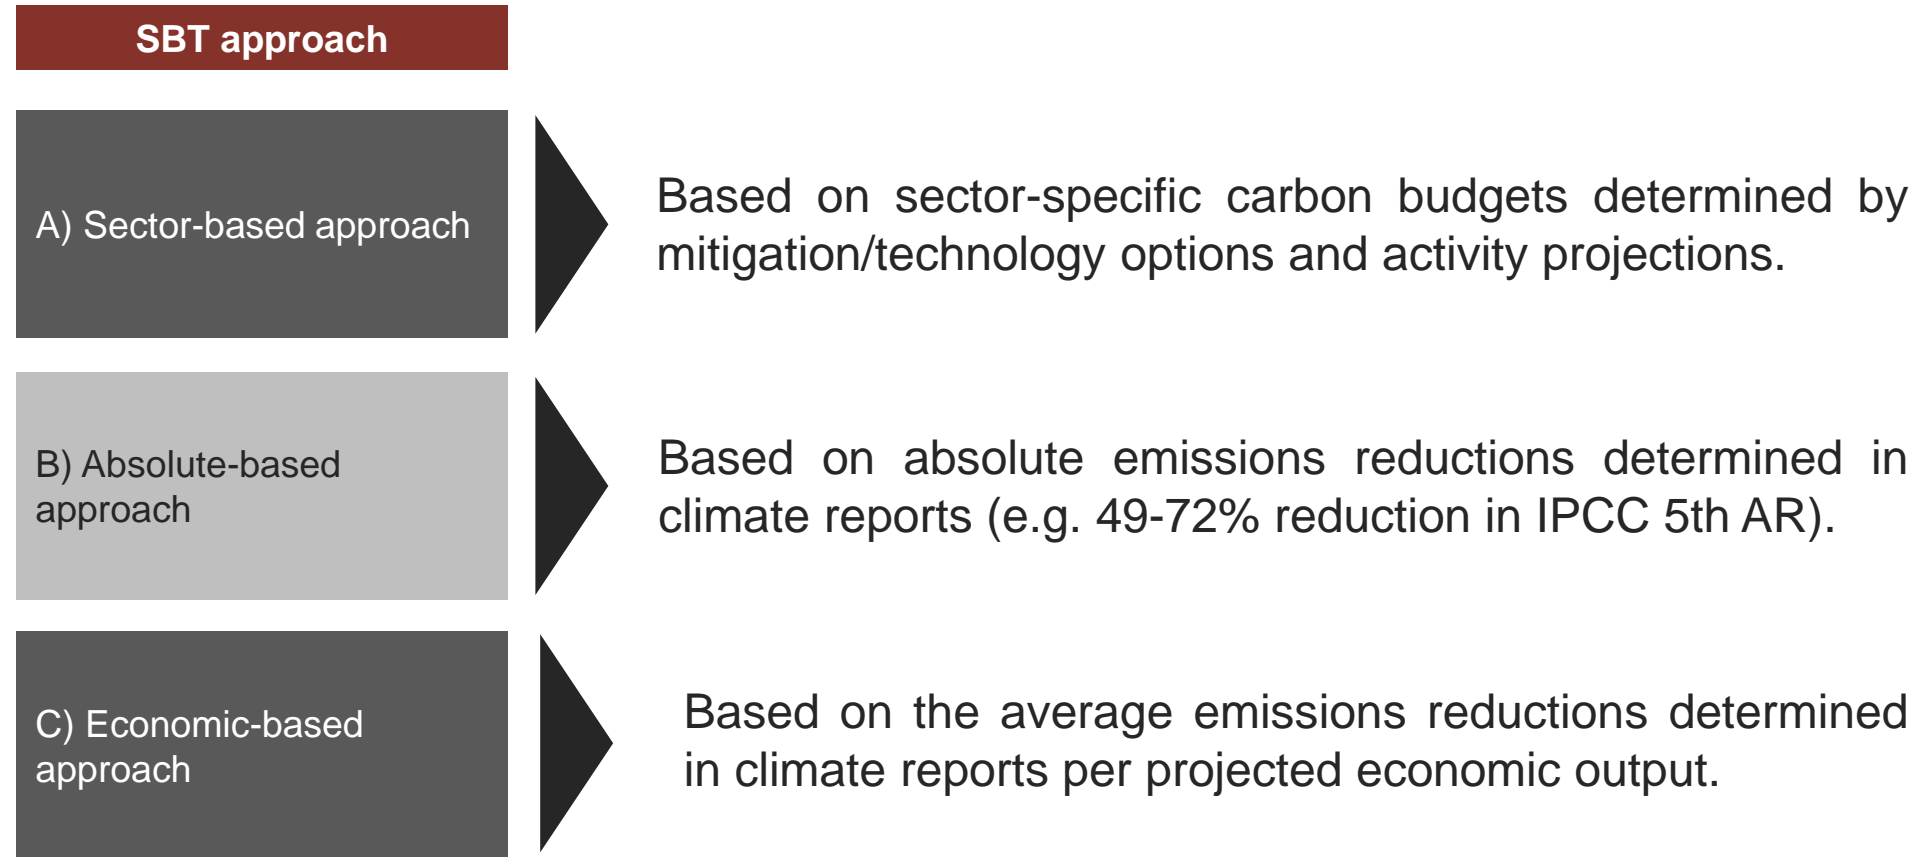 SBT approach
A) Sector-based approach
Based on sector-specific carbon budgets determined by
mitigation/technology options and activity projections.
B) Absolute-based
approach
Based on absolute emissions reductions determined in
climate reports (e.g. 49-72% reduction in IPCC 5th AR).
C) Economic-based
approach
Based on the average emissions reductions determined
in climate reports per projected economic output.